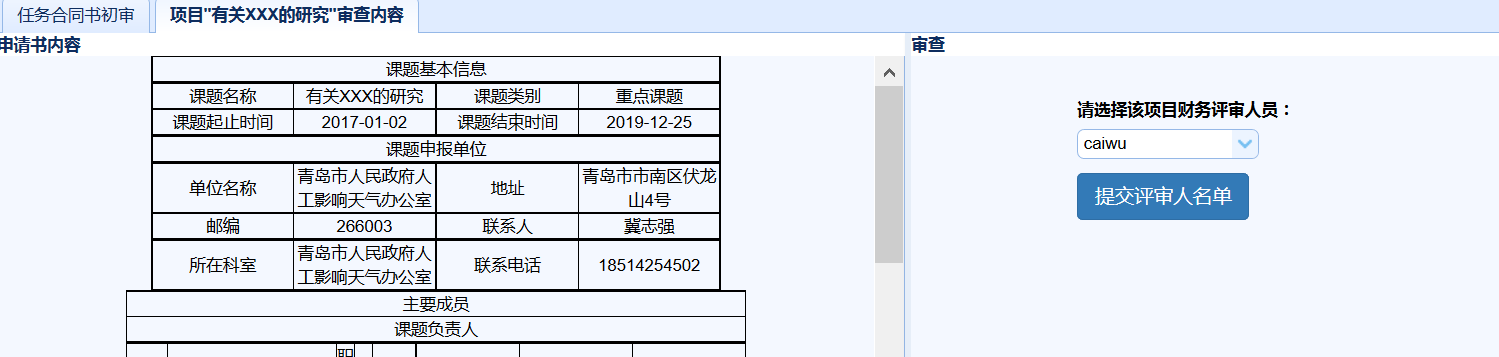 任务合同书初审
项目"有关XXX的研究"审查内容
申请书内容
课题基本信息
课题名称 有关XXX的研究 课题类别 重点课题
课题起止时间 2017-01-02 课题结束时间 2019-12-25
课题申报单位
单位名称 青岛市人民政府人
工影响天气办公室 地址 青岛市市南区伏龙
山4号
邮编 266003 联系人 冀志强
所在科室 青岛市人民政府人
工影响天气办公室 联系电话 18514254502
主要成员
课题负责人
职
审查
请选择该项目财务评审人员：
caiwu
提交评审人名单